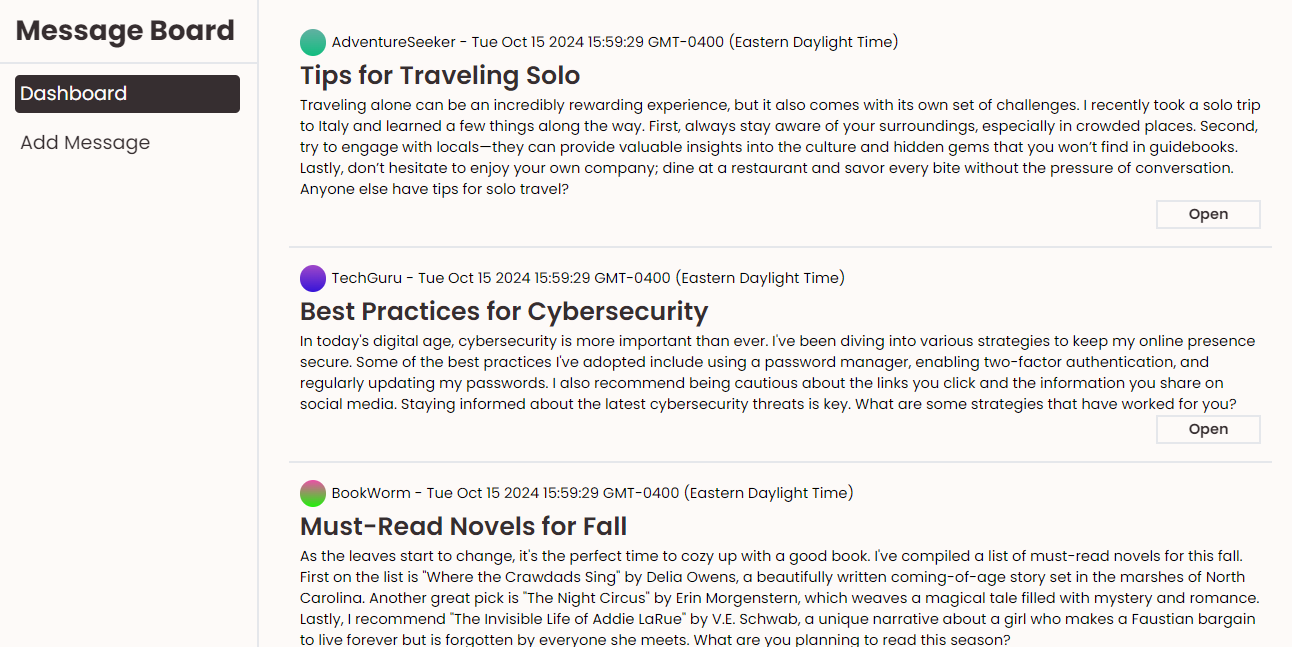 Message Board
Dashboard
Add Message
AdventureSeeker - Tue Oct 15 2024 15:59:29 GMT-0400 (Eastern Daylight Time)
Tips for Traveling Solo
Traveling alone can be an incredibly rewarding experience, but it also comes with its own set of challenges. I recently took a solo trip
to Italy and learned a few things along the way. First, always stay aware of your surroundings, especially in crowded places. Second,
try to engage with locals—they can provide valuable insights into the culture and hidden gems that you won’t find in guidebooks.
Lastly, don’t hesitate to enjoy your own company; dine at a restaurant and savor every bite without the pressure of conversation.
Anyone else have tips for solo travel?
Open
TechGuru - Tue Oct 15 2024 15:59:29 GMT-0400 (Eastern Daylight Time)
Best Practices for Cybersecurity
In today's digital age, cybersecurity is more important than ever. I've been diving into various strategies to keep my online presence
secure. Some of the best practices I've adopted include using a password manager, enabling two-factor authentication, and
regularly updating my passwords. I also recommend being cautious about the links you click and the information you share on
social media. Staying informed about the latest cybersecurity threats is key. What are some strategies that have worked for you?
Open
BookWorm - Tue Oct 15 2024 15:59:29 GMT-0400 (Eastern Daylight Time)
Must-Read Novels for Fall
As the leaves start to change, it's the perfect time to cozy up with a good book. I've compiled a list of must-read novels for this fall.
First on the list is "Where the Crawdads Sing" by Delia Owens, a beautifully written coming-of-age story set in the marshes of North
Carolina. Another great pick is "The Night Circus" by Erin Morgenstern, which weaves a magical tale filled with mystery and romance.
Lastly, I recommend "The Invisible Life of Addie LaRue" by V.E. Schwab, a unique narrative about a girl who makes a Faustian bargain
to live forever but is forgotten by everyone she meets. What are you planning to read this season?